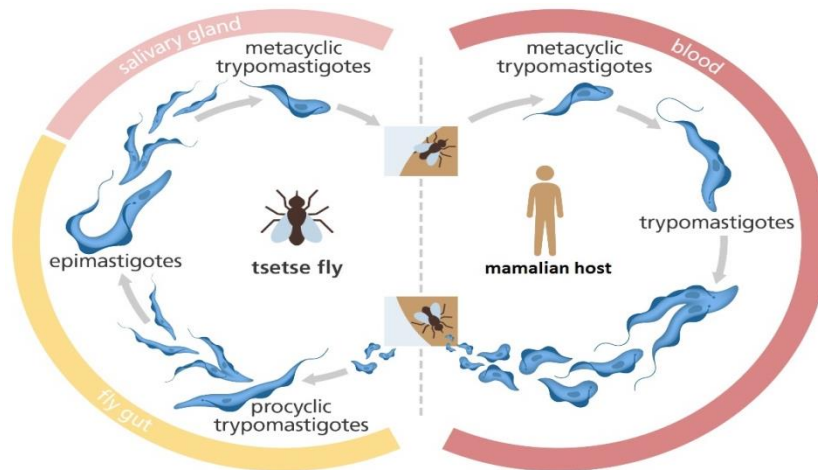 salivary gland
metacyclic
trypomastigotes
metacyclic
trypomastigotes
blood
epimastigotes
tsetse fly
mamalian host
trypomastigotes
fly gut
procyclic
trypomastigotes